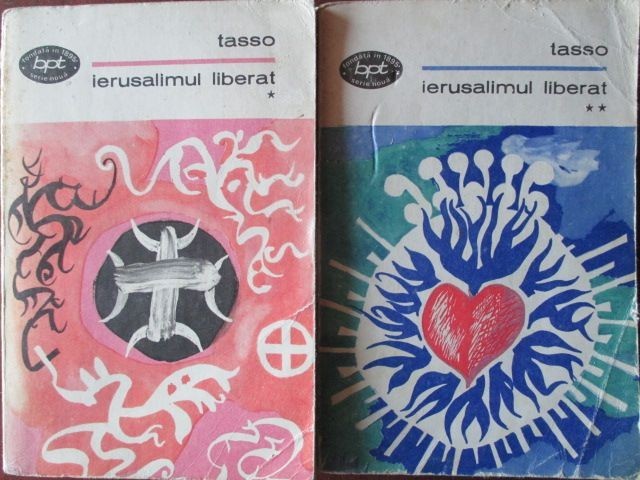 fondată în 1895
bpt
serie nouă
tasso
ierusalimul liberat
*
fondată în 1895
bpt
serie nouă
tasso
ierusalimul liberat
**